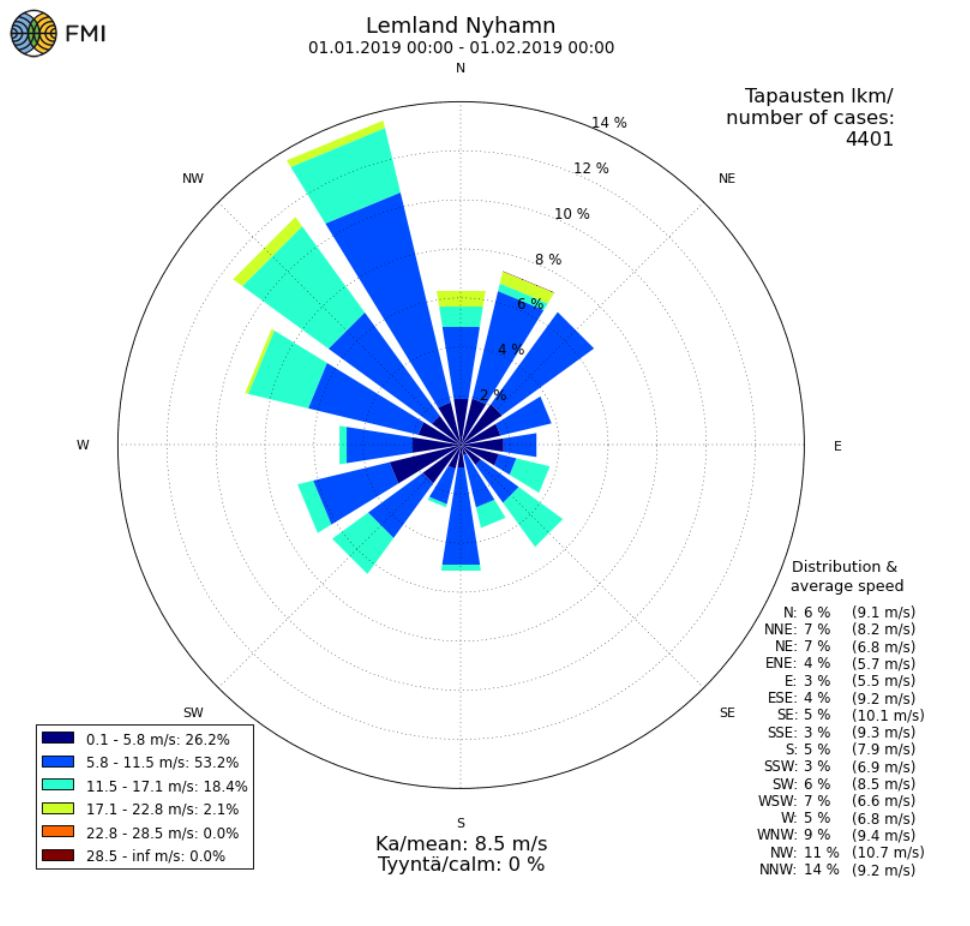 FMI
Lemland Nyhamn
01.01.2019 00:00 - 01.02.2019 00:00
N
Tapausten lkm/
number of cases:
4401
14 %
12 %
10 %
8 %
6 %
4 %
2 %
NW
NE
W
E
SW
SE
S
Distribution &
average speed
N: 6 % (9.1 m/s)
NNE: 7 % (8.2 m/s)
NE: 7 % (6.8 m/s)
ENE: 4 % (5.7 m/s)
E: 3 % (5.5 m/s)
ESE: 4 % (9.2 m/s)
SE: 5 % (10.1 m/s)
SSE: 3 % (9.3 m/s)
S: 5 % (7.9 m/s)
SSW: 3 % (6.9 m/s)
SW: 6 % (8.5 m/s)
WSW: 7 % (6.6 m/s)
W: 5 % (6.8 m/s)
WNW: 9 % (9.4 m/s)
NW: 11 % (10.7 m/s)
NNW: 14 % (9.2 m/s)
0.1 - 5.8 m/s: 26.2%
5.8 - 11.5 m/s: 53.2%
11.5 - 17.1 m/s: 18.4%
17.1 - 22.8 m/s: 2.1%
22.8 - 28.5 m/s: 0.0%
28.5 - inf m/s: 0.0%
Ka/mean: 8.5 m/s
Tyyntä/calm: 0 %